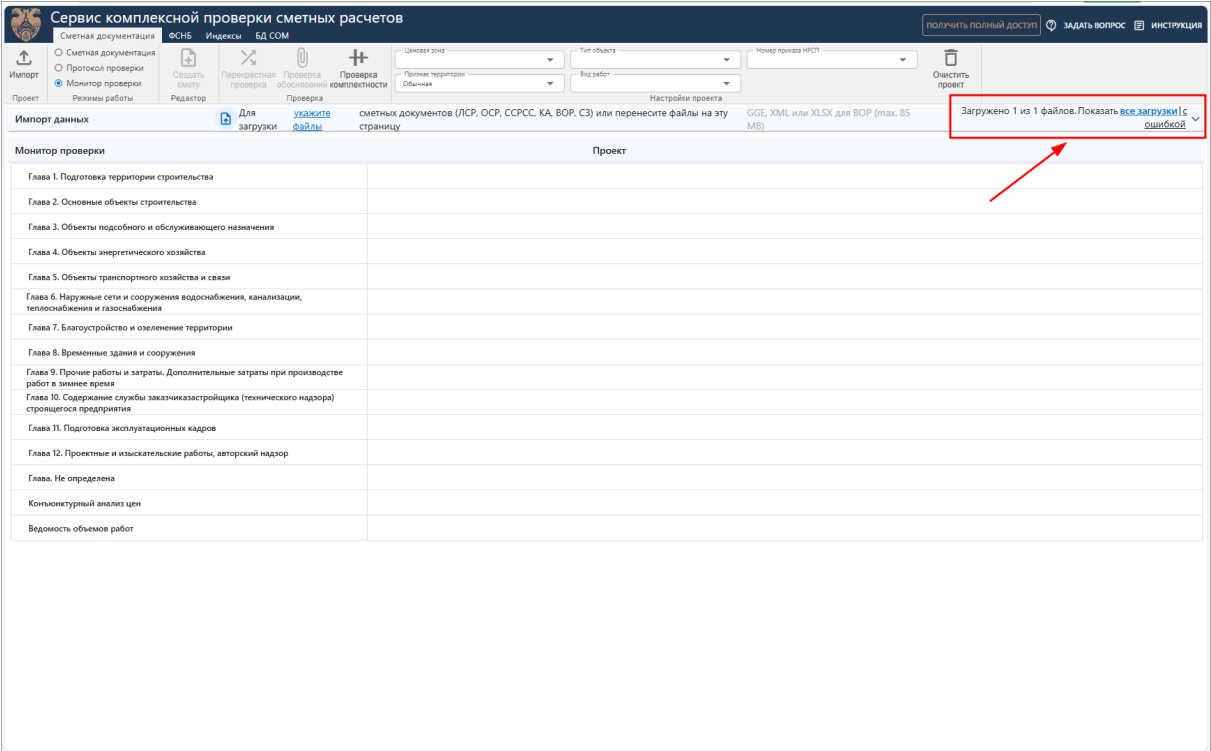 Сервис комплексной проверки сметных расчетов
ПОЛУЧИТЬ ПОЛНЫЙ ДОСТУП
ЗАДАТЬ ВОПРОС
ИНСТРУКЦИЯ
Сметная документация
ФСНБ
Индексы
БД СОМ
Импорт
Проект
Сметная документация
Протокол проверки
Монитор проверки
Режимы работы
Создать
смету
Редактор
Перекрестная
проверка
Проверка
обоснований
Проверка
комплектности
Проверка
Ценовая зона
Признак территории
Обычная
Тип объекта
Вид работ
Номер приказа НРСП
Настройки проекта
Очистить
проект
Импорт данных
Для
загрузки
укажите
файлы
сметных документов (ЛСР, ОСР, ССРСС, КА, ВОР, СЗ) или перенесите файлы на эту
страницу
GGE, XML или XLSX для ВОР (max. 85
MB)
Загружено 1 из 1 файлов. Показать все загрузки | с
ошибкой
Монитор проверки
Проект
Глава 1. Подготовка территории строительства
Глава 2. Основные объекты строительства
Глава 3. Объекты подсобного и обслуживающего назначения
Глава 4. Объекты энергетического хозяйства
Глава 5. Объекты транспортного хозяйства и связи
Глава 6. Наружные сети и сооружения водоснабжения, канализации,
теплоснабжения и газоснабжения
Глава 7. Благоустройство и озеленение территории
Глава 8. Временные здания и сооружения
Глава 9. Прочие работы и затраты. Дополнительные затраты при производстве
работ в зимнее время
Глава 10. Содержание службы заказчиказастройщика (технического надзора)
строящегося предприятия
Глава 11. Подготовка эксплуатационных кадров
Глава 12. Проектные и изыскательские работы, авторский надзор
Глава. Не определена
Конъюнктурный анализ цен
Ведомость объемов работ